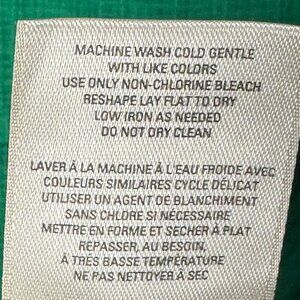 MACHINE WASH COLD GENTLE
WITH LIKE COLORS
USE ONLY NON-CHLORINE BLEACH
RESHAPE LAY FLAT TO DRY
LOW IRON AS NEEDED
DO NOT DRY CLEAN
LAVER À LA MACHINE À L'EAU FROIDE AVEC
COULEURS SIMILAIRES CYCLE DÉLICAT
UTILISER UN AGENT DE BLANCHIMENT
SANS CHLORE SI NÉCESSAIRE
METTRE EN FORME ET SÉCHER À PLAT
REPASSER, AU BESOIN,
À TRÈS BASSE TEMPÉRATURE
NE PAS NETTOYER À SEC